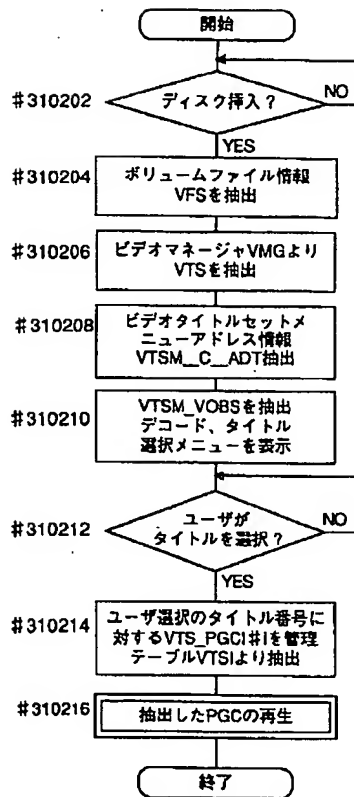 開始
#310202
ディスク挿入?
NO
YES
#310204
ボリュームファイル情報
VFSを抽出
#310206
ビデオマネージャVMGより
VTSを抽出
#310208
ビデオタイトルセットメ
ニューアドレス情報
VTSM__C__ADT抽出
#310210
VTSM_VOBSを抽出
デコード、タイトル
選択メニューを表示
#310212
ユーザが
タイトルを選択?
NO
YES
#310214
ユーザ選択のタイトル番号に
対するVTS_PGCI#Iを管理
テーブルVTSIより抽出
#310216
抽出したPGCの再生
終了